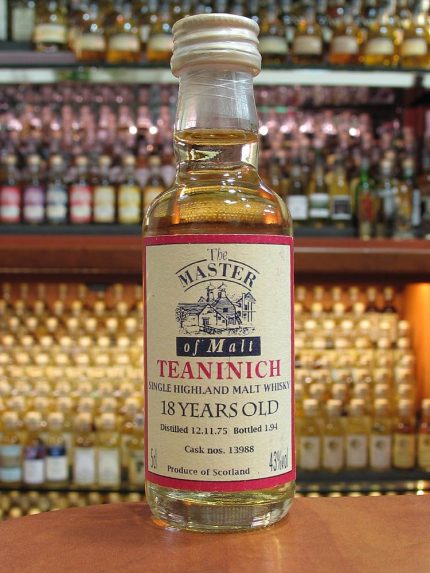 The
MASTER
of Malt
TEANINICH
SINGLE HIGHLAND MALT WHISKY
18 YEARS OLD
Distilled 12.11.75 Bottled 1.94
Cask nos. 13988
5cl 43%vol
Produce of Scotland